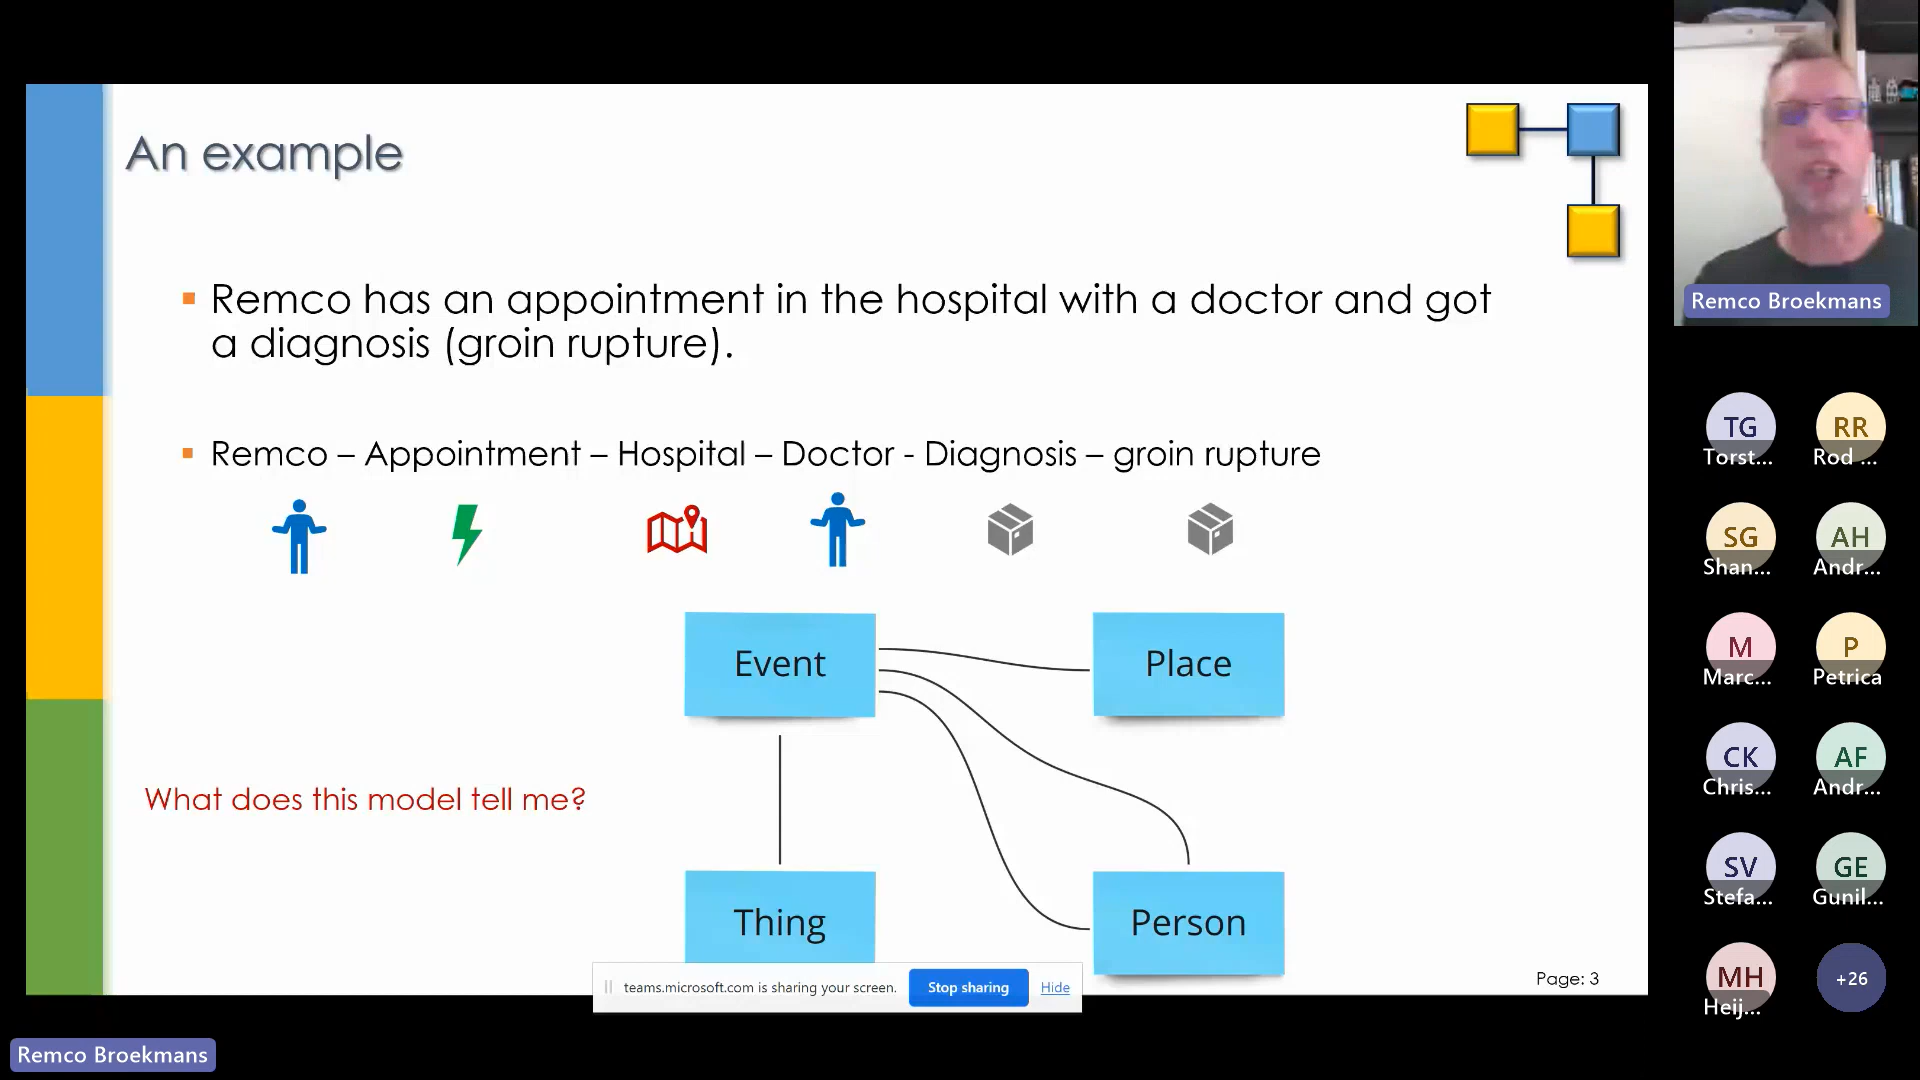 An example
Remco has an appointment in the hospital with a doctor and got
a diagnosis (groin rupture).
Remco – Appointment – Hospital – Doctor - Diagnosis – groin rupture
Event
Place
What does this model tell me?
Thing
Person
Page: 3
teams.microsoft.com is sharing your screen.
Stop sharing
Hide
Remco Broekmans
Remco Broekmans
TG
Torst...
RR
Rod ...
SG
Shan...
AH
Andr...
M
Marc...
P
Petrica
CK
Chris...
AF
Andr...
SV
Stefa...
GE
Gunil...
MH
Heij...
+26